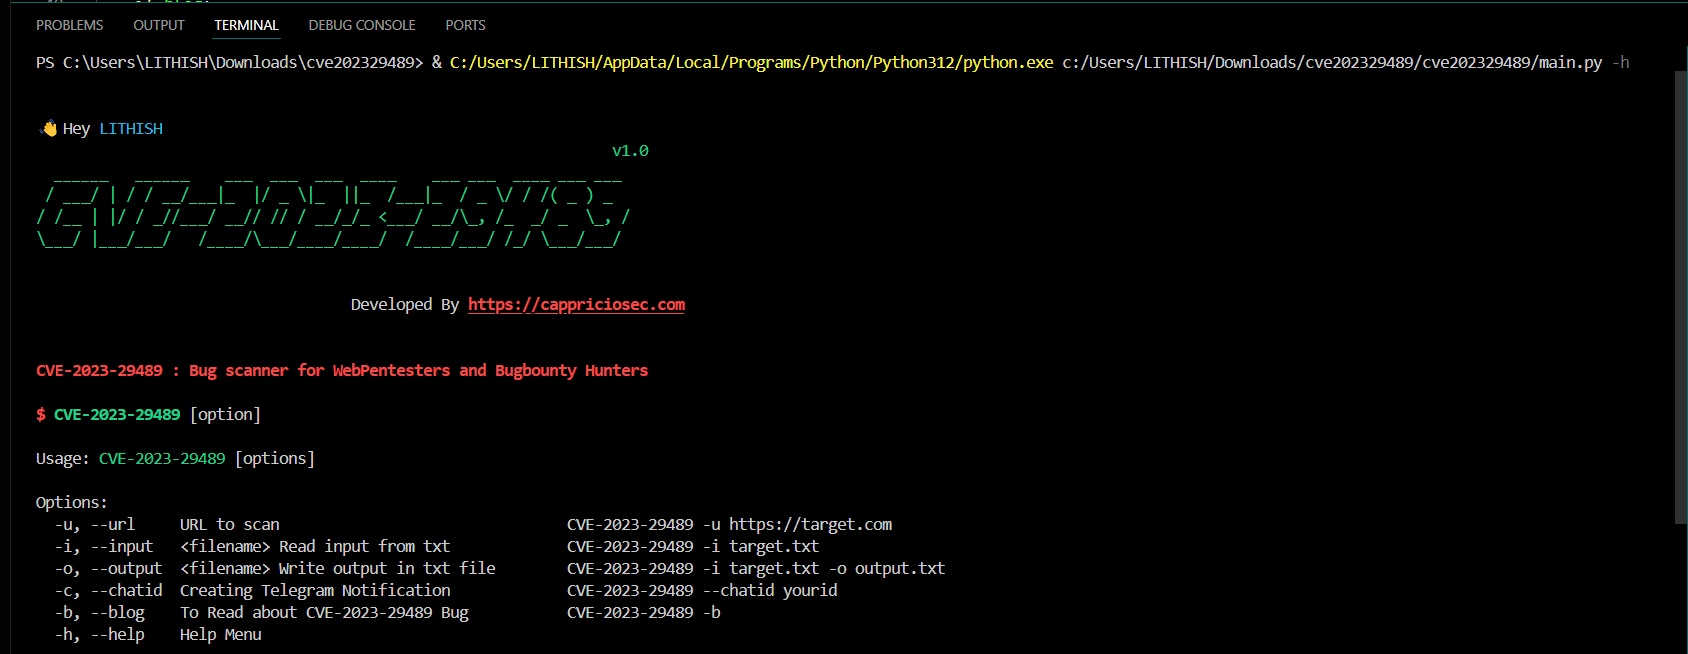 PROBLEMS OUTPUT TERMINAL DEBUG CONSOLE PORTS
PS C:\Users\LITHISH\Downloads\cve202329489> & C:/Users/LITHISH/AppData/Local/Programs/Python/Python312/python.exe c:/Users/LITHISH/Downloads/cve202329489/cve202329489/main.py -h
👋 Hey LITHISH
v1.0
Developed By https://cappriciosec.com
CVE-2023-29489 : Bug scanner for WebPentesters and Bugbounty Hunters
$ CVE-2023-29489 [option]
Usage: CVE-2023-29489 [options]
Options:
-u, --url URL to scan CVE-2023-29489 -u https://target.com
-i, --input <filename> Read input from txt CVE-2023-29489 -i target.txt
-o, --output <filename> Write output in txt file CVE-2023-29489 -i target.txt -o output.txt
-c, --chatid Creating Telegram Notification CVE-2023-29489 --chatid yourid
-b, --blog To Read about CVE-2023-29489 Bug CVE-2023-29489 -b
-h, --help Help Menu